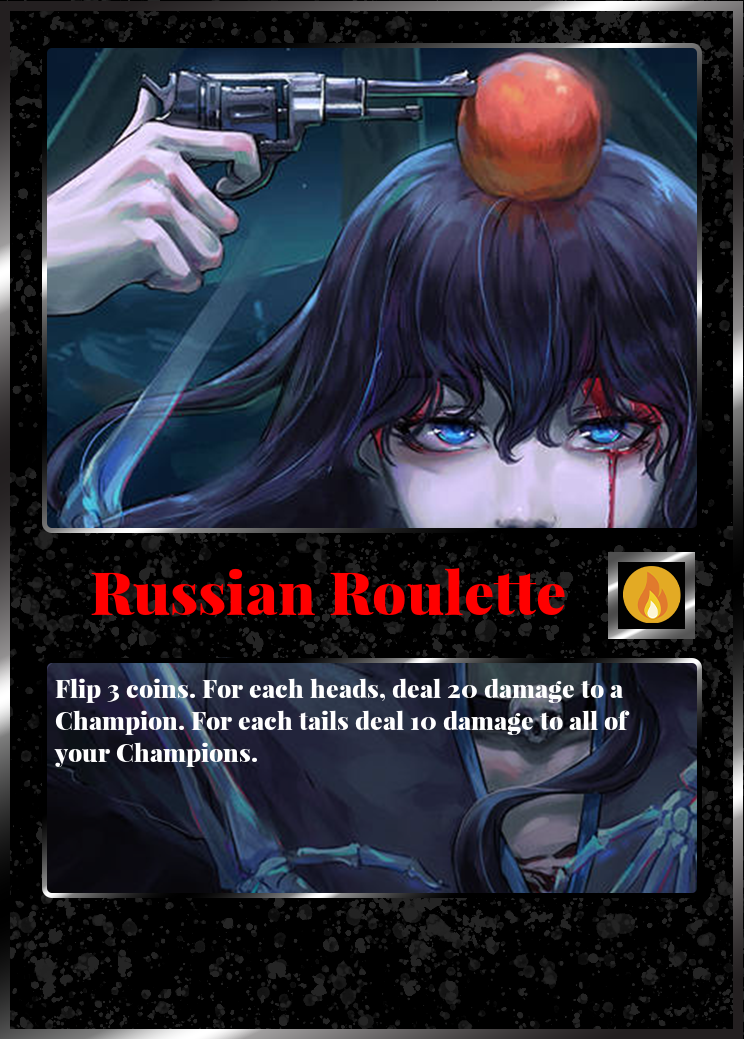 Russian Roulette
Flip 3 coins. For each heads, deal 20 damage to a
Champion. For each tails deal 10 damage to all of
your Champions.